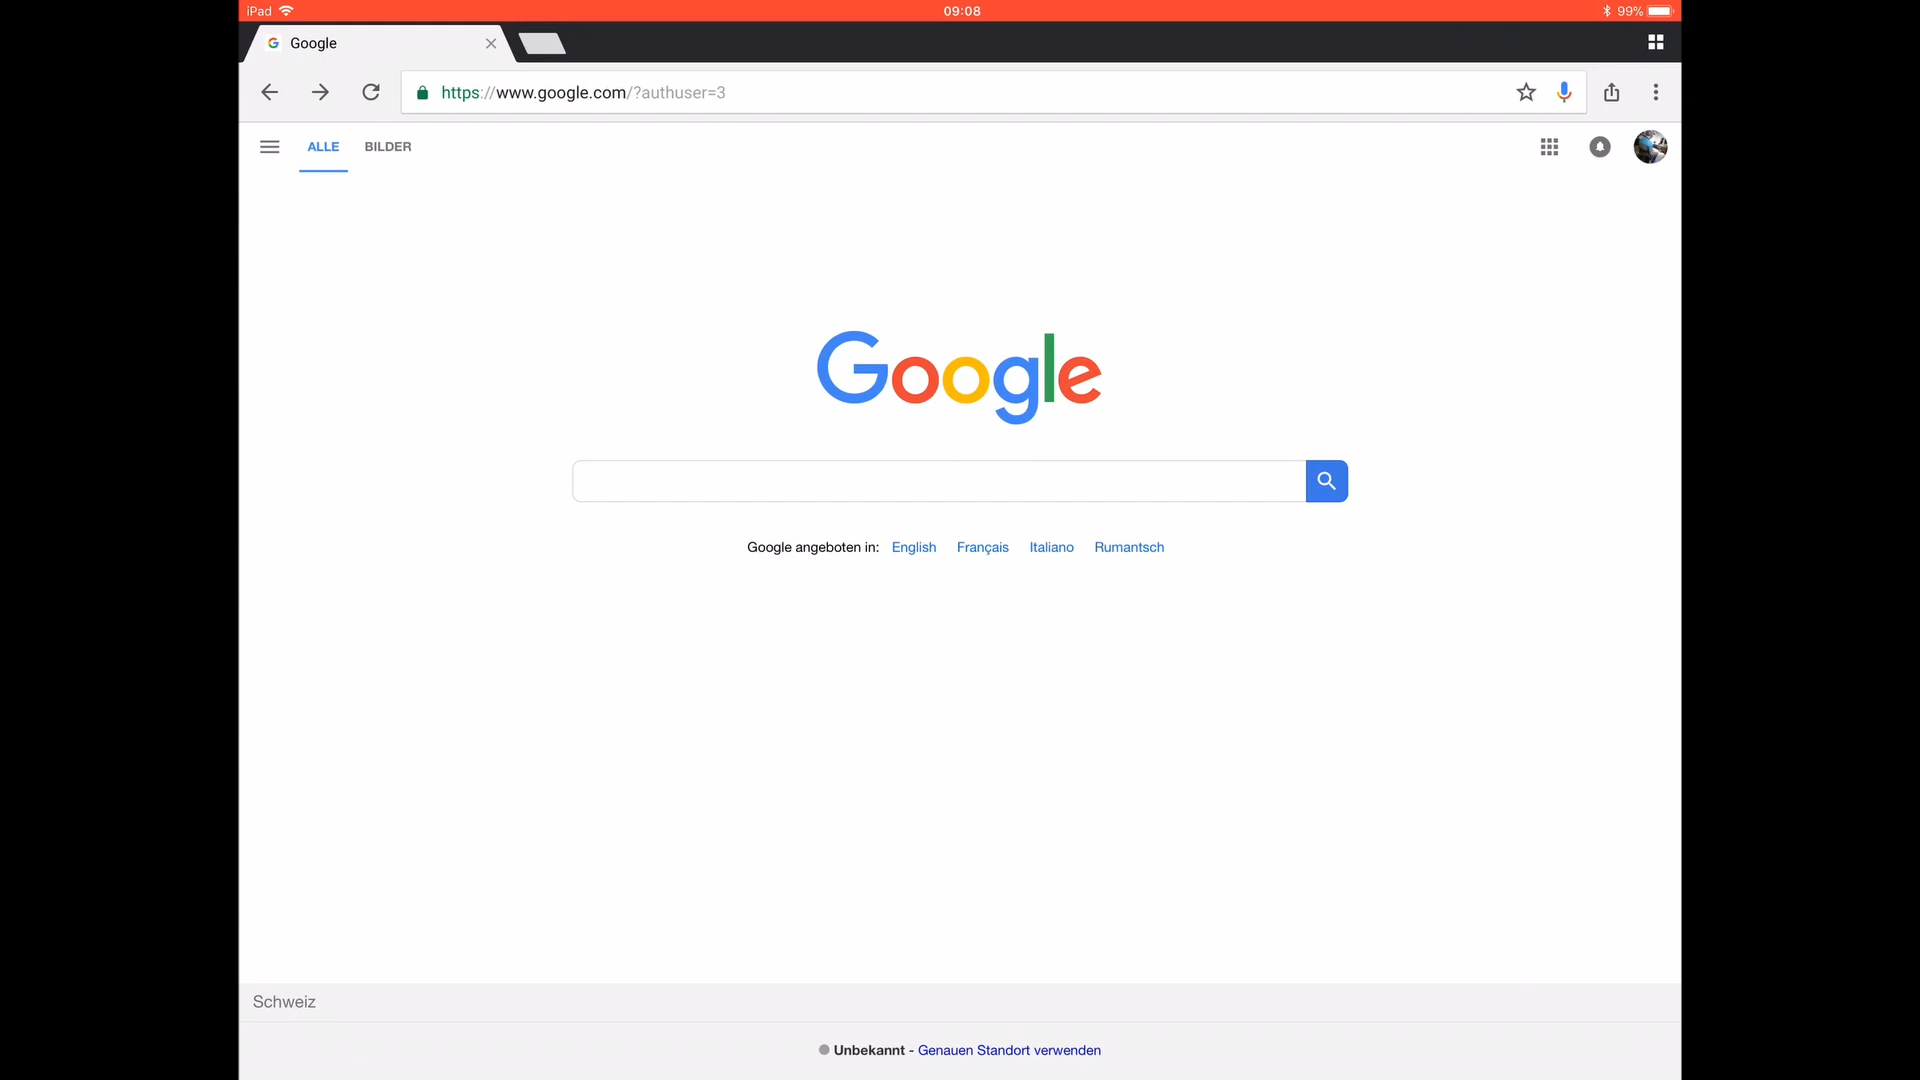 iPad 09:08 99%
Google
https://www.google.com/?authuser=3
ALLE BILDER
Google
Google angeboten in: English Français Italiano Rumantsch
Schweiz
Unbekannt - Genauen Standort verwenden